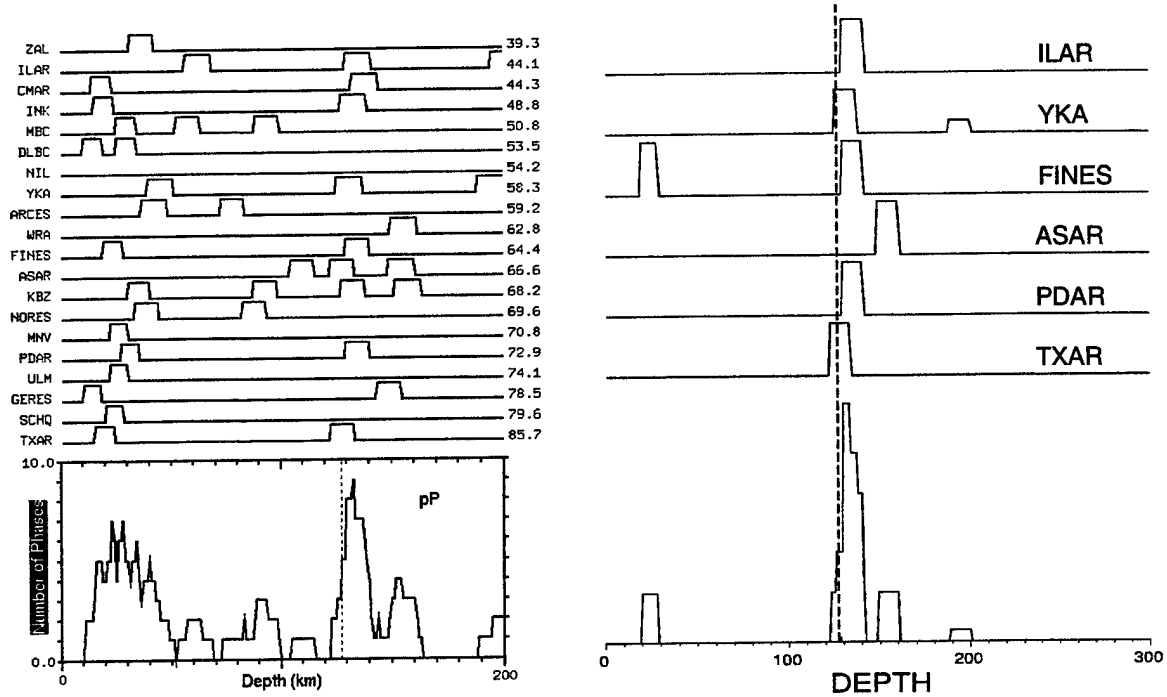 ZAL 39.3
ILAR 44.1
CMAR 44.3
INK 48.8
MBC 50.8
DLBC 53.5
NIL 54.2
YKA 58.3
ARCES 59.2
WRA 62.8
FINES 64.4
ASAR 66.6
KBZ 68.2
NORES 69.6
MNV 70.8
PDAR 72.9
ULM 74.1
GERES 78.5
SCHQ 79.6
TXAR 85.7
10.0
pP
Number of Phases
0.0
0 200
Depth (km)
ILAR
YKA
FINES
ASAR
PDAR
TXAR
0 100 200 300
DEPTH